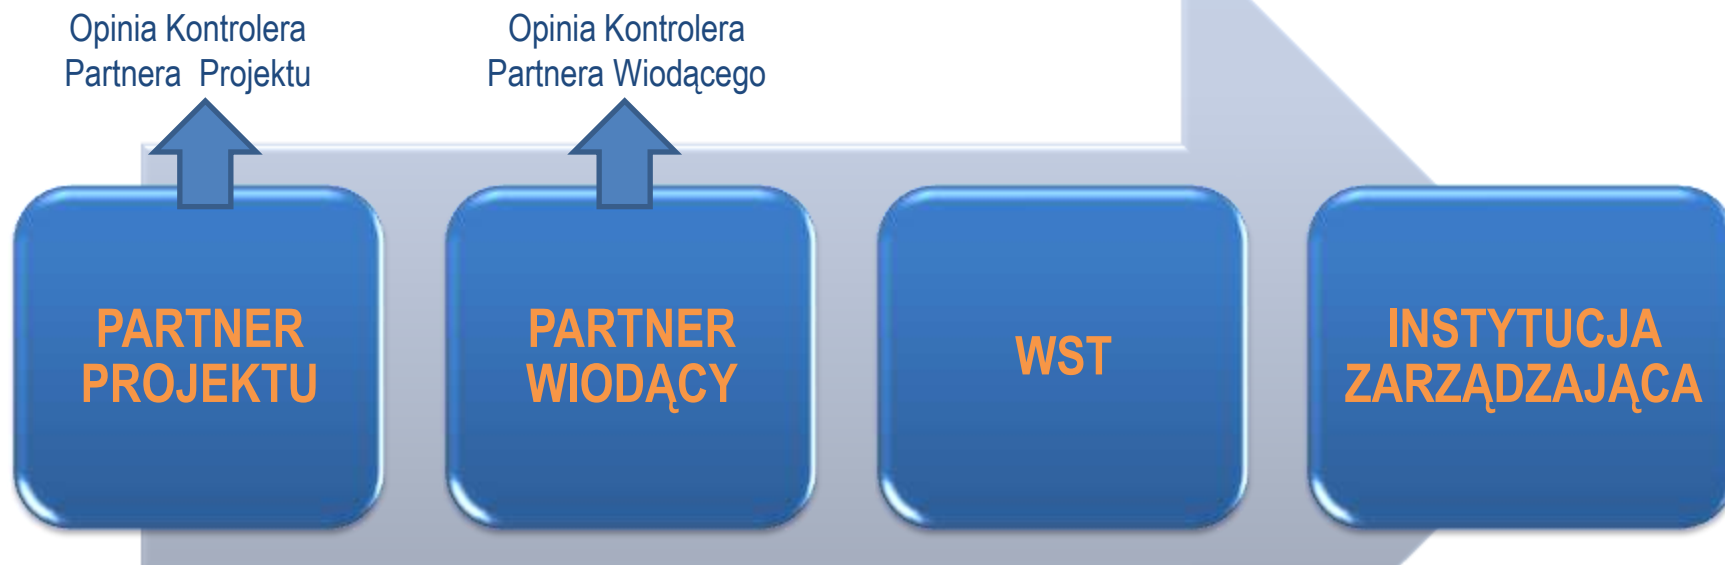 Opinia Kontrolera
Partnera Projektu
Opinia Kontrolera
Partnera Wiodącego
PARTNER
PROJEKTU
PARTNER
WIODĄCY
WST
INSTYTUCJA
ZARZĄDZAJĄCA